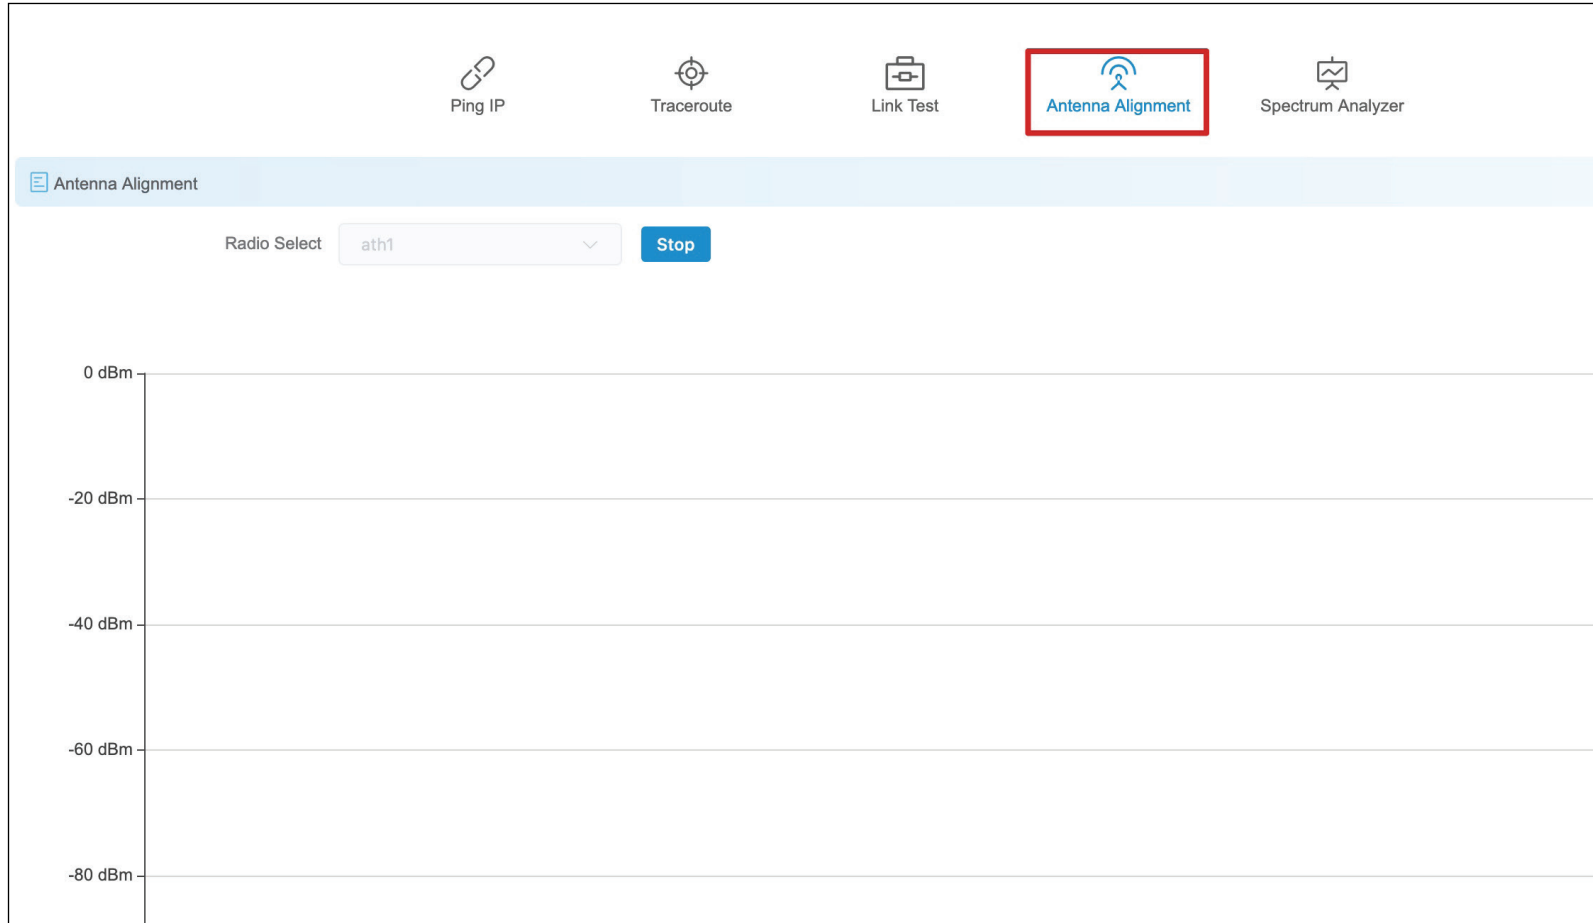 Ping IP
Traceroute
Link Test
Antenna Alignment
Spectrum Analyzer
Antenna Alignment
Radio Select
ath1
Stop
0 dBm
-20 dBm
-40 dBm
-60 dBm
-80 dBm